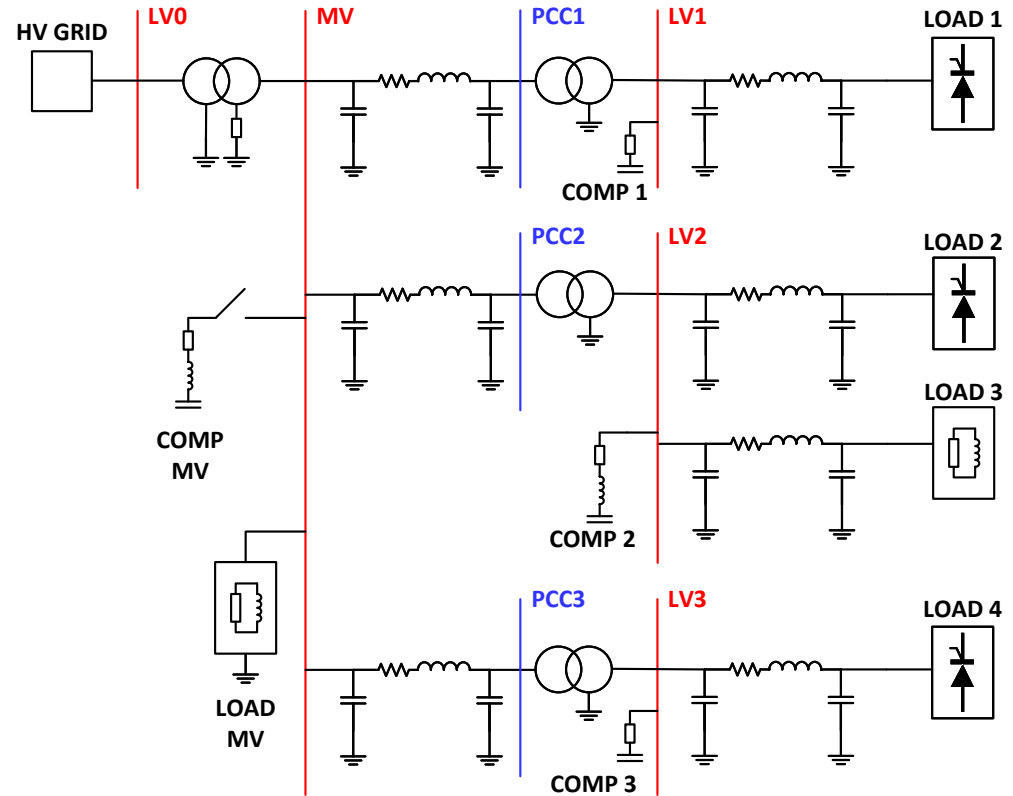 HV GRID
LV0
MV
PCC1
LV1
LOAD 1
COMP 1
PCC2
LV2
LOAD 2
COMP
MV
LOAD 3
COMP 2
PCC3
LV3
LOAD 4
LOAD
MV
COMP 3